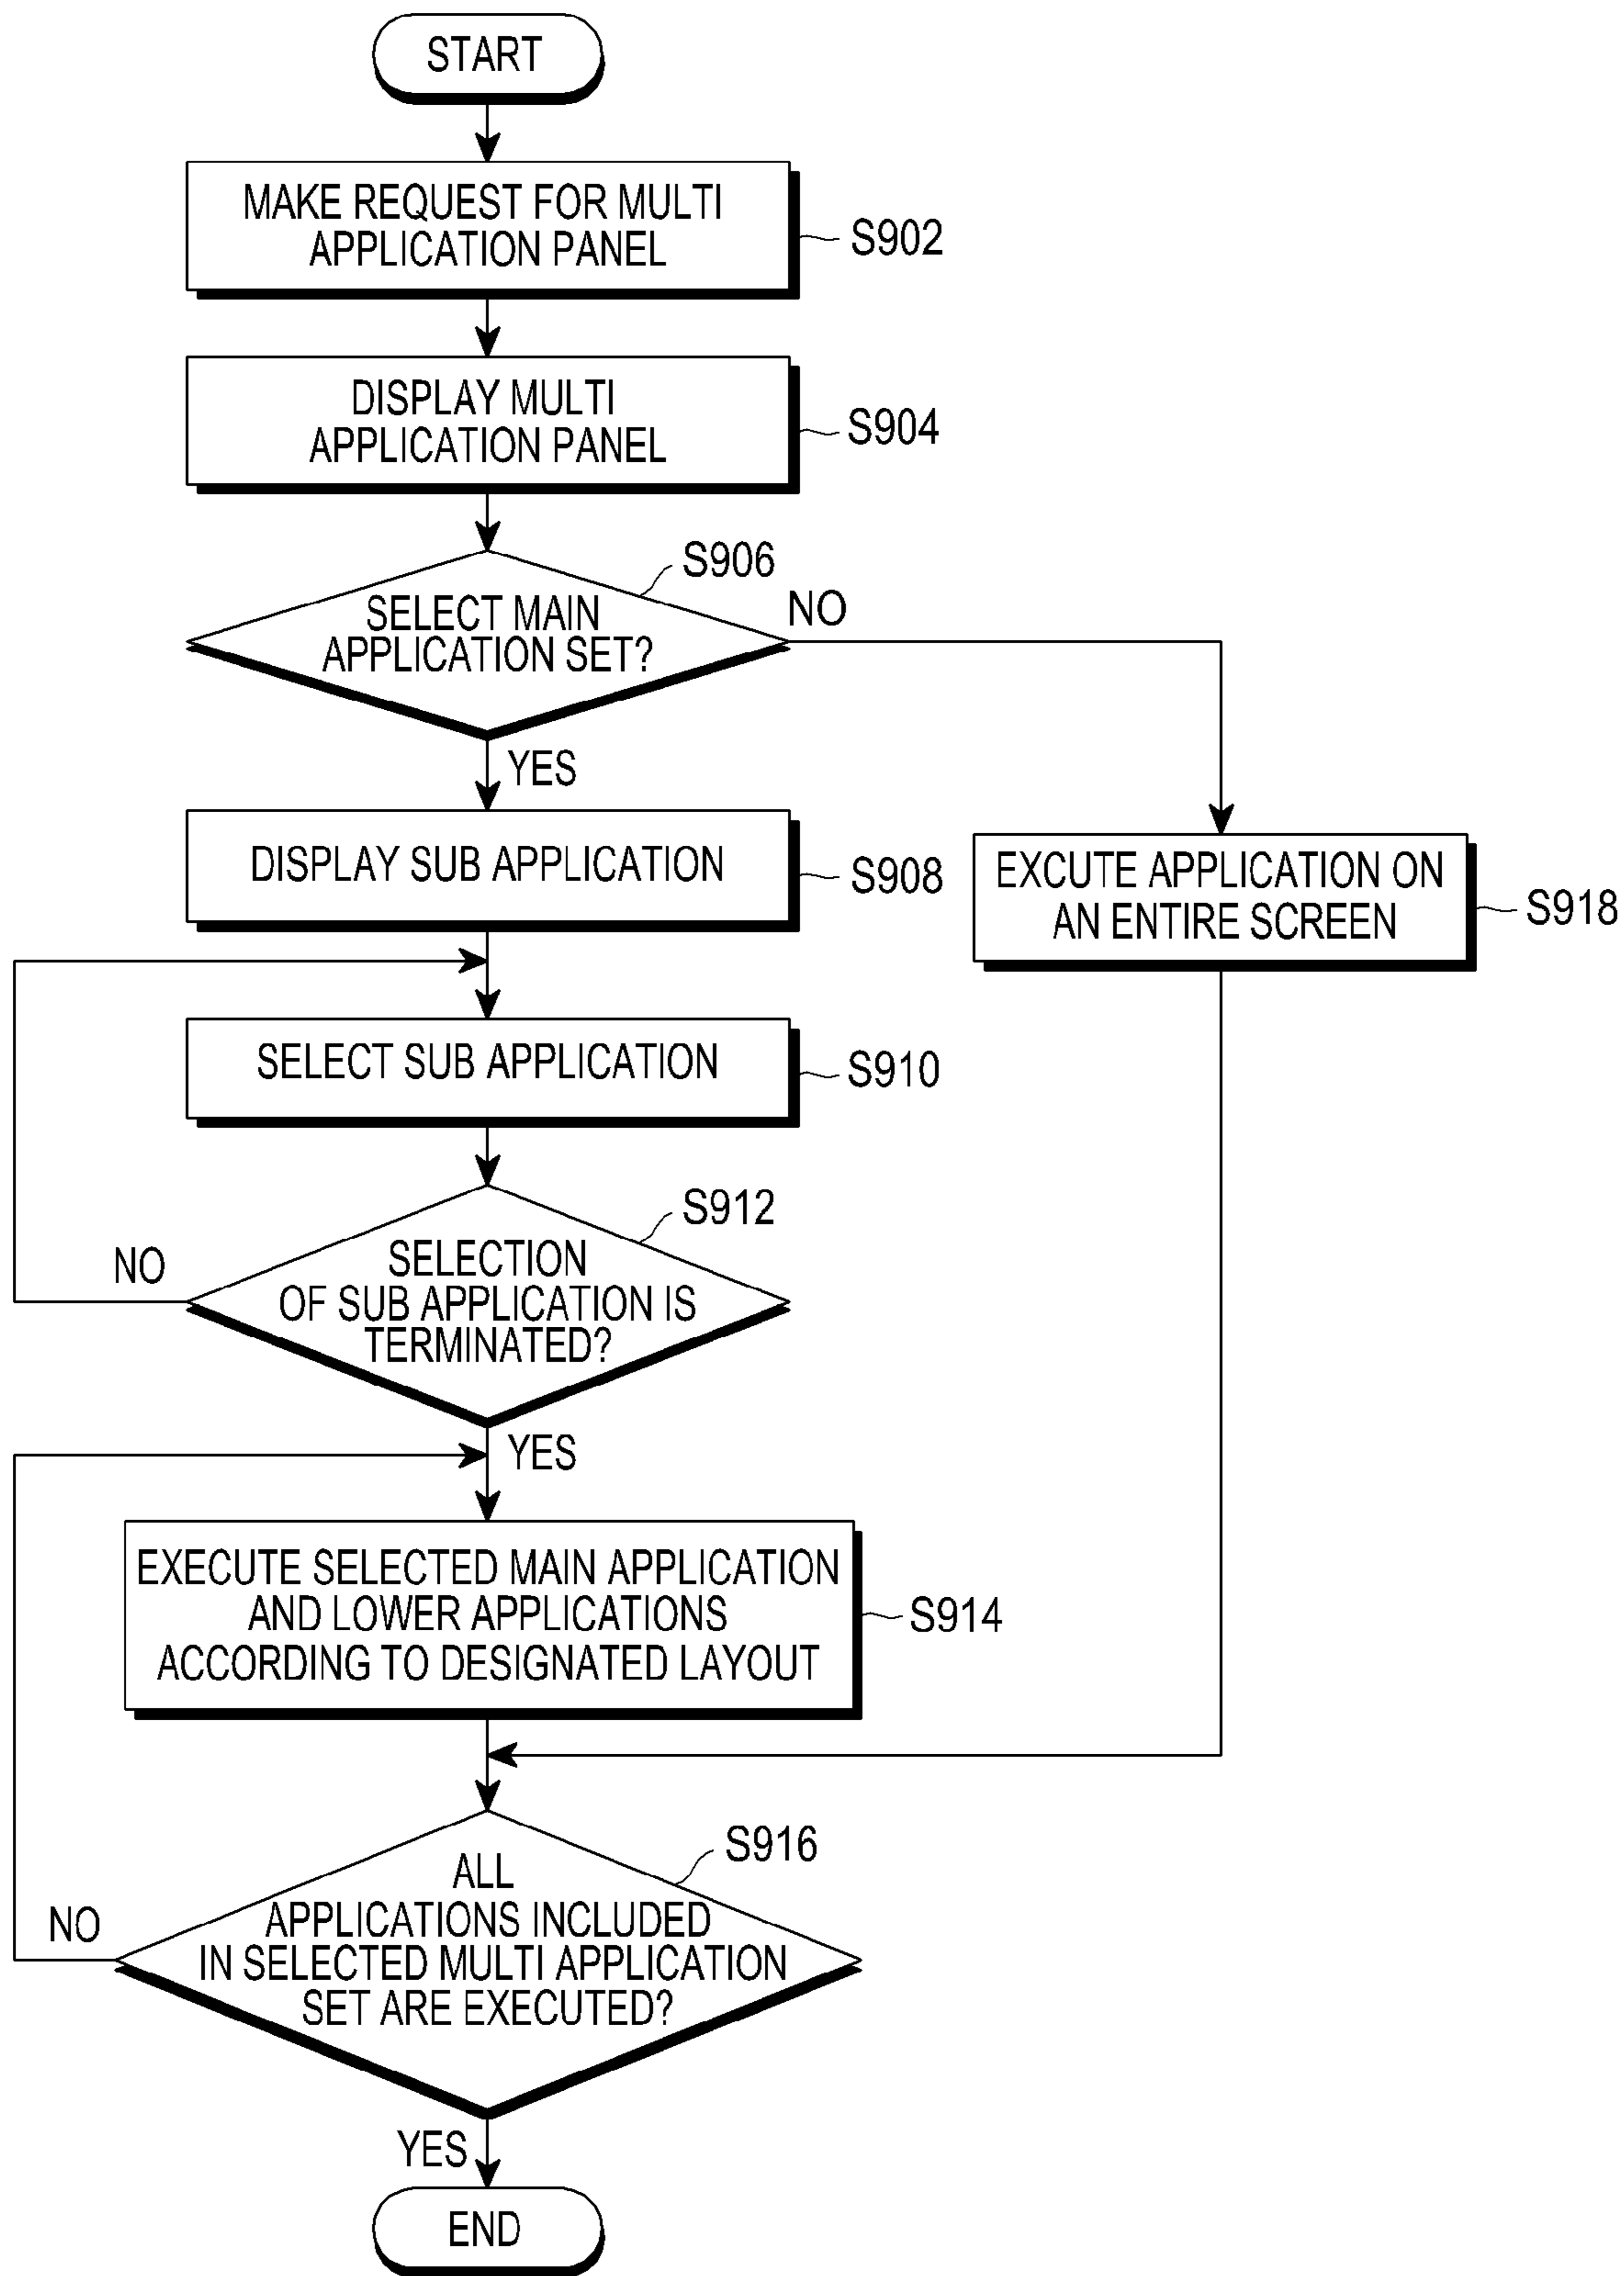 START
MAKE REQUEST FOR MULTI
APPLICATION PANEL
S902
DISPLAY MULTI
APPLICATION PANEL
S904
S906
SELECT MAIN
APPLICATION SET?
NO
YES
DISPLAY SUB APPLICATION
S908
EXCUTE APPLICATION ON
AN ENTIRE SCREEN
S918
SELECT SUB APPLICATION
S910
S912
SELECTION
OF SUB APPLICATION IS
TERMINATED?
NO
YES
EXECUTE SELECTED MAIN APPLICATION
AND LOWER APPLICATIONS
ACCORDING TO DESIGNATED LAYOUT
S914
S916
ALL
APPLICATIONS INCLUDED
IN SELECTED MULTI APPLICATION
SET ARE EXECUTED?
NO
YES
END